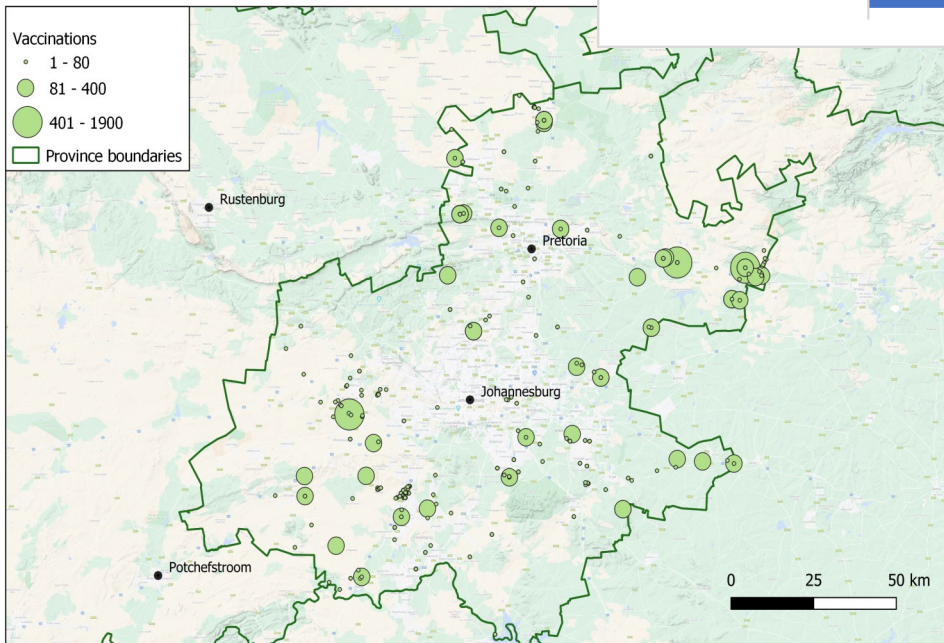 Vaccinations
1 - 80
81 - 400
401 - 1900
Province boundaries
Rustenburg
Pretoria
Johannesburg
Potchefstroom
0 25 50 km